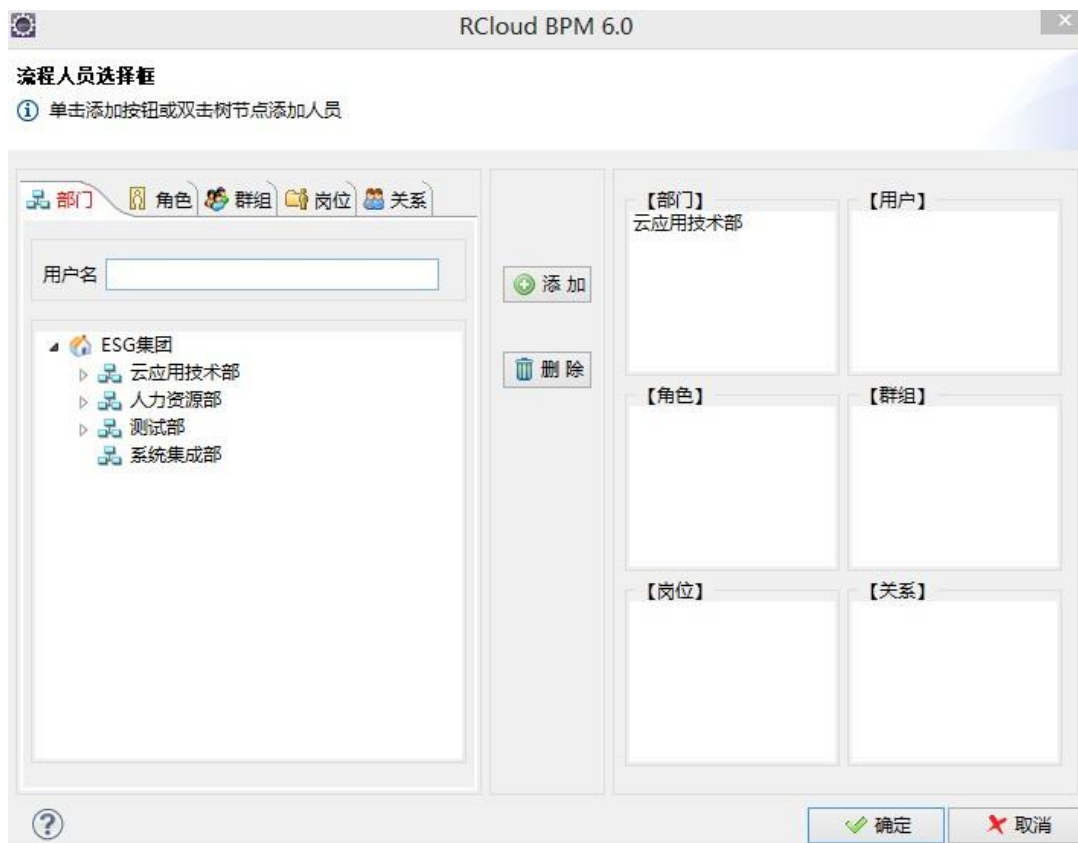 RCloud BPM 6.0
流程人员选择框
单击添加按钮或双击树节点添加人员
部门 角色 群组 岗位 关系
用户名
ESG集团
云应用技术部
人力资源部
测试部
系统集成部
添 加
删 除
【部门】
云应用技术部
【用户】
【角色】
【群组】
【岗位】
【关系】
确定
取消